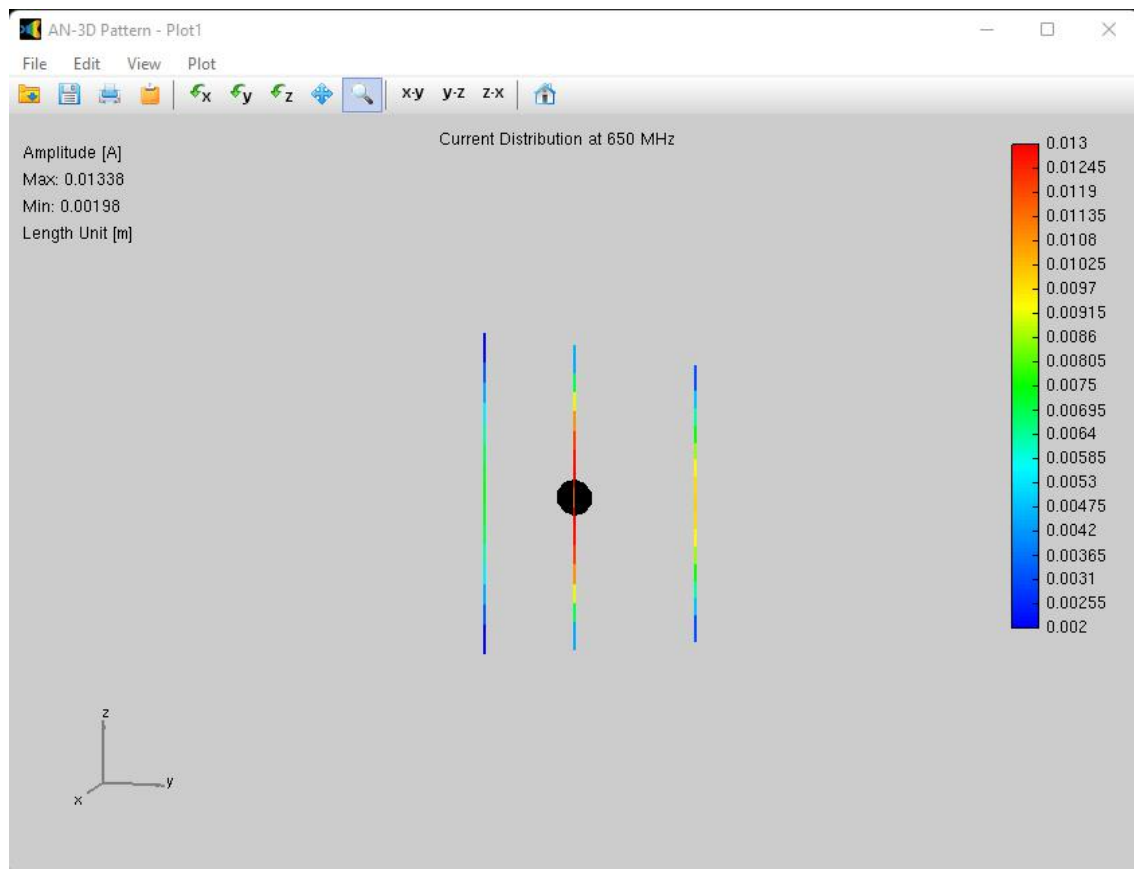 AN-3D Pattern - Plot1
File Edit View Plot
x y z x-y y-z z-x
Current Distribution at 650 MHz
Amplitude [A]
Max: 0.01338
Min: 0.00198
Length Unit [m]
0.013
0.01245
0.0119
0.01135
0.0108
0.01025
0.0097
0.00915
0.0086
0.00805
0.0075
0.00695
0.0064
0.00585
0.0053
0.00475
0.0042
0.00365
0.0031
0.00255
0.002
z
y
x